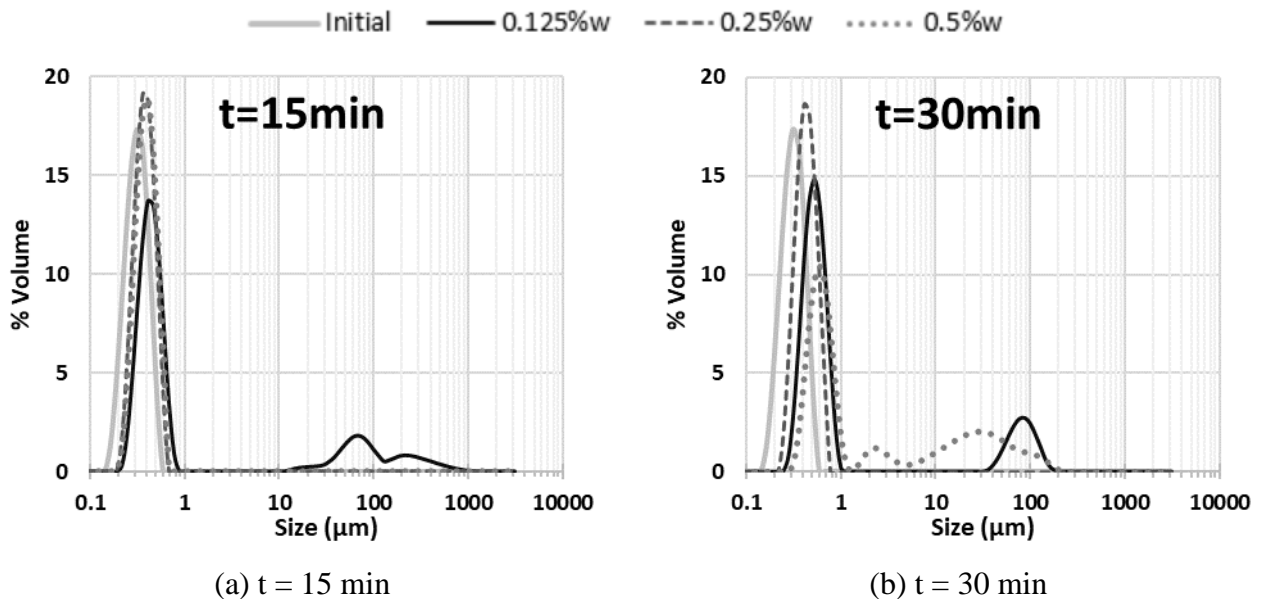 Initial 0.125%w 0.25%w 0.5%w
t=15min
% Volume
20
15
10
5
0
0.1 1 10 100 1000 10000
Size (µm)
(a) t = 15 min
t=30min
% Volume
20
15
10
5
0
0.1 1 10 100 1000 10000
Size (µm)
(b) t = 30 min